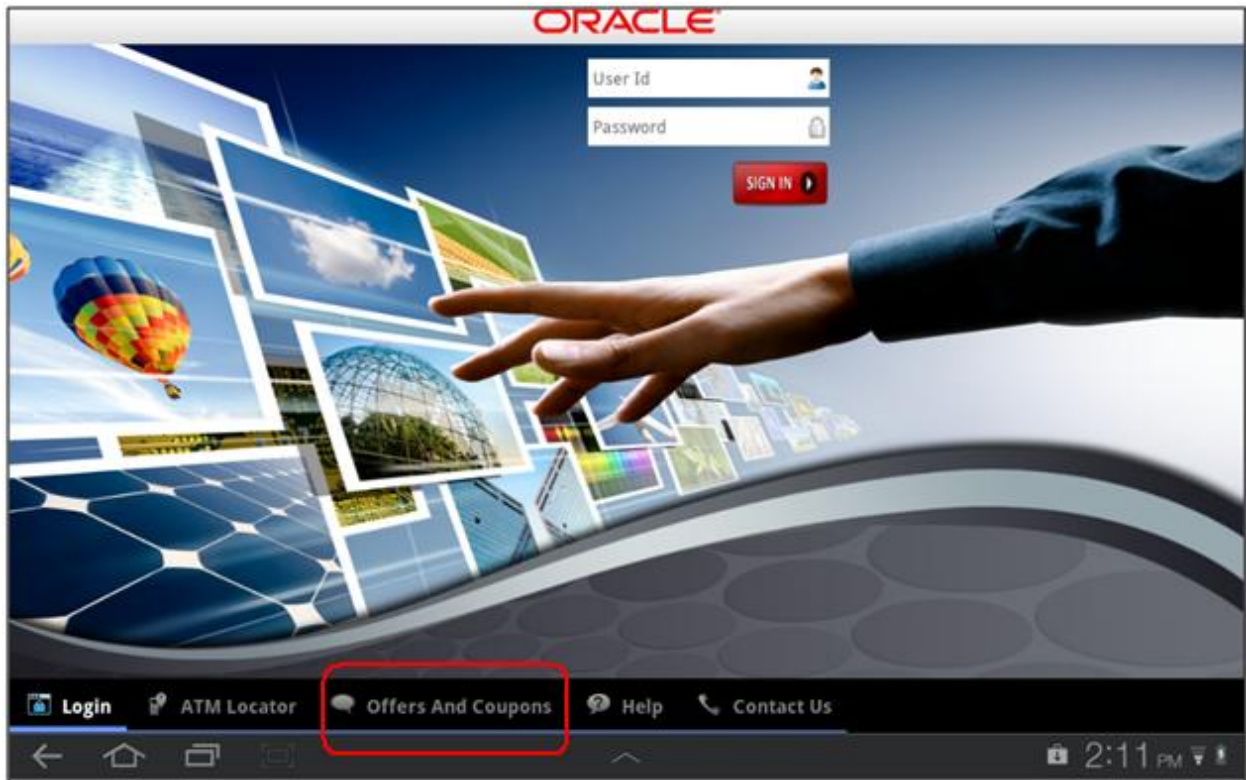 ORACLE
User Id
Password
SIGN IN
Login ATM Locator Offers And Coupons Help Contact Us
2:11 PM